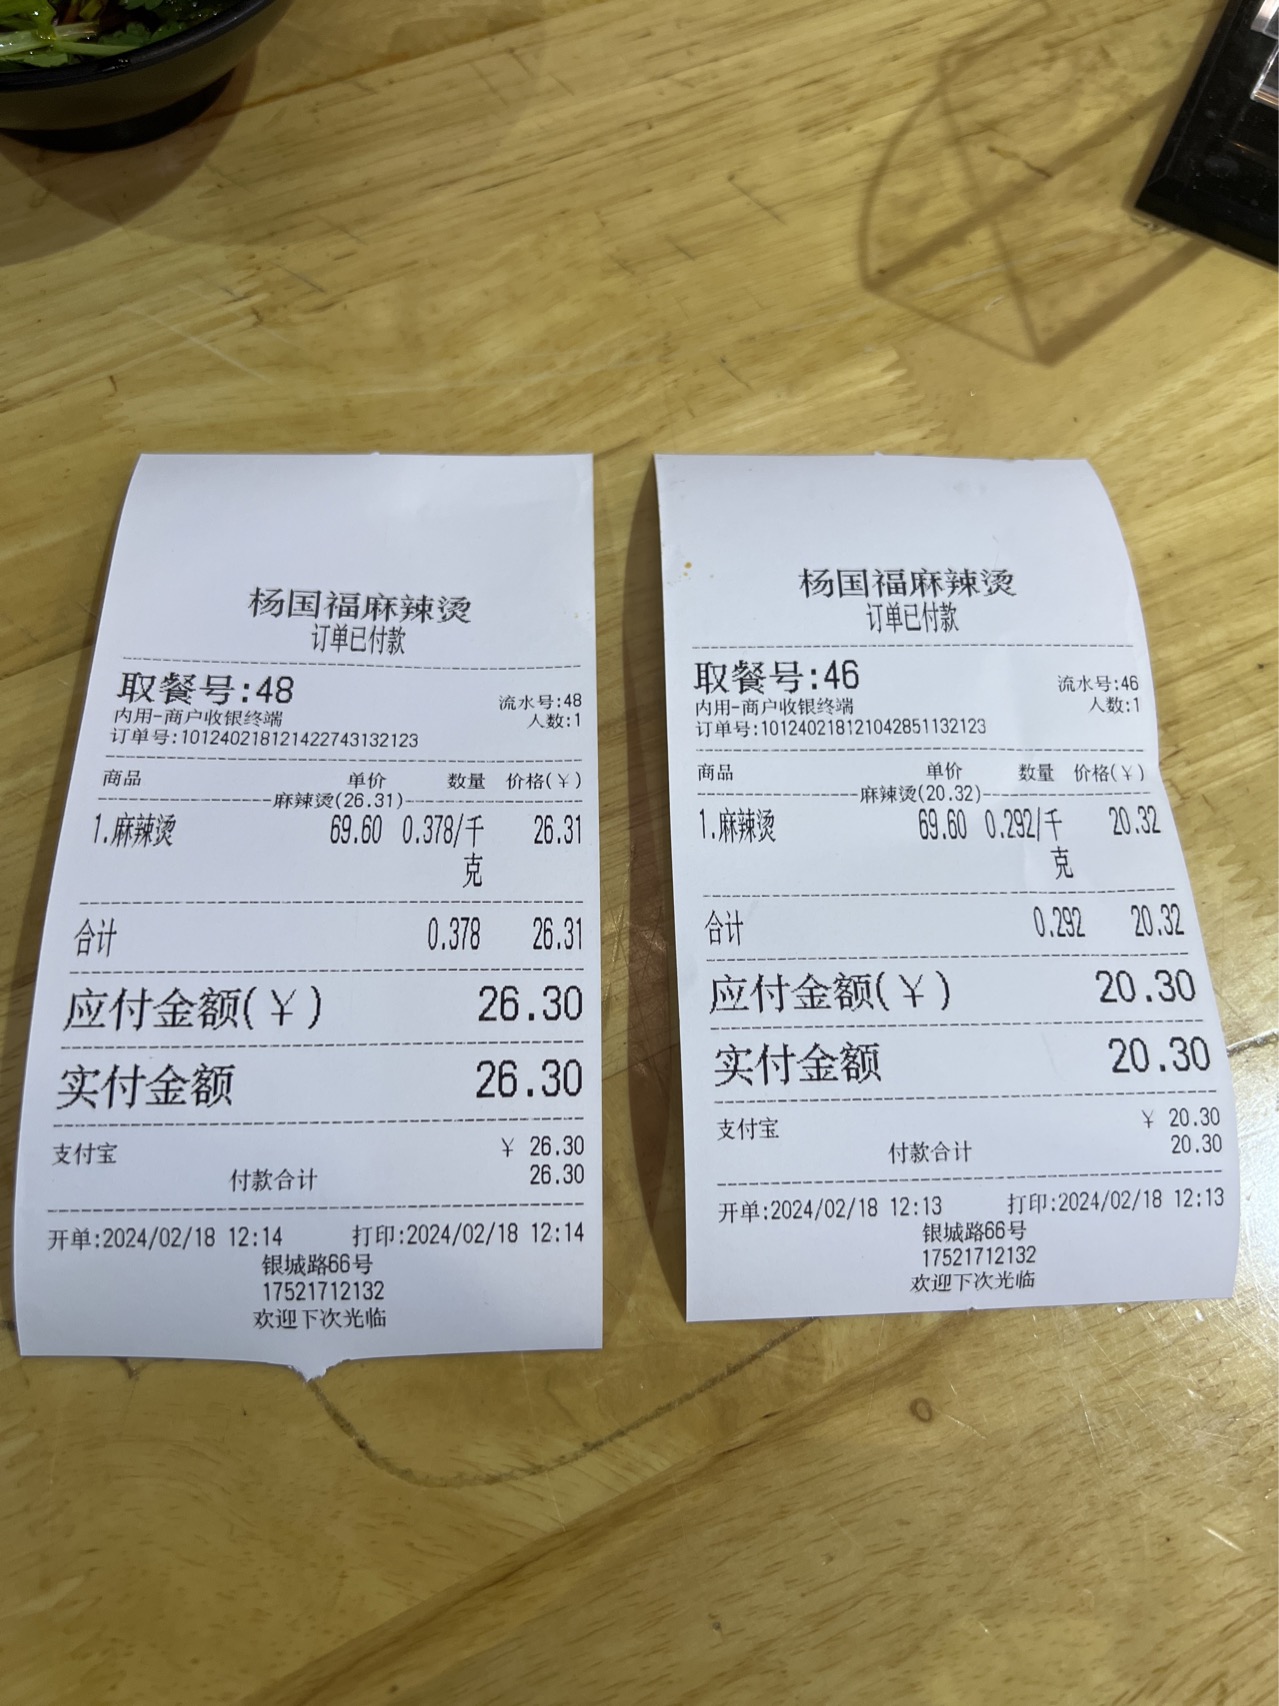 杨国福麻辣烫
订单已付款
取餐号:48
流水号:48
内用-商户收银终端
人数:1
订单号:101240218121422743132123
商品 单价 数量 价格(¥)
麻辣烫(26.31)
1.麻辣烫 69.60 0.378/千克 26.31
合计 0.378 26.31
应付金额(¥) 26.30
实付金额 26.30
支付宝 ¥ 26.30
付款合计 26.30
开单:2024/02/18 12:14 打印:2024/02/18 12:14
银城路66号
17521712132
欢迎下次光临
杨国福麻辣烫
订单已付款
取餐号:46
流水号:46
内用-商户收银终端
人数:1
订单号:101240218121042851132123
商品 单价 数量 价格(¥)
麻辣烫(20.32)
1.麻辣烫 69.60 0.292/千克 20.32
合计 0.292 20.32
应付金额(¥) 20.30
实付金额 20.30
支付宝 ¥ 20.30
付款合计 20.30
开单:2024/02/18 12:13 打印:2024/02/18 12:13
银城路66号
17521712132
欢迎下次光临